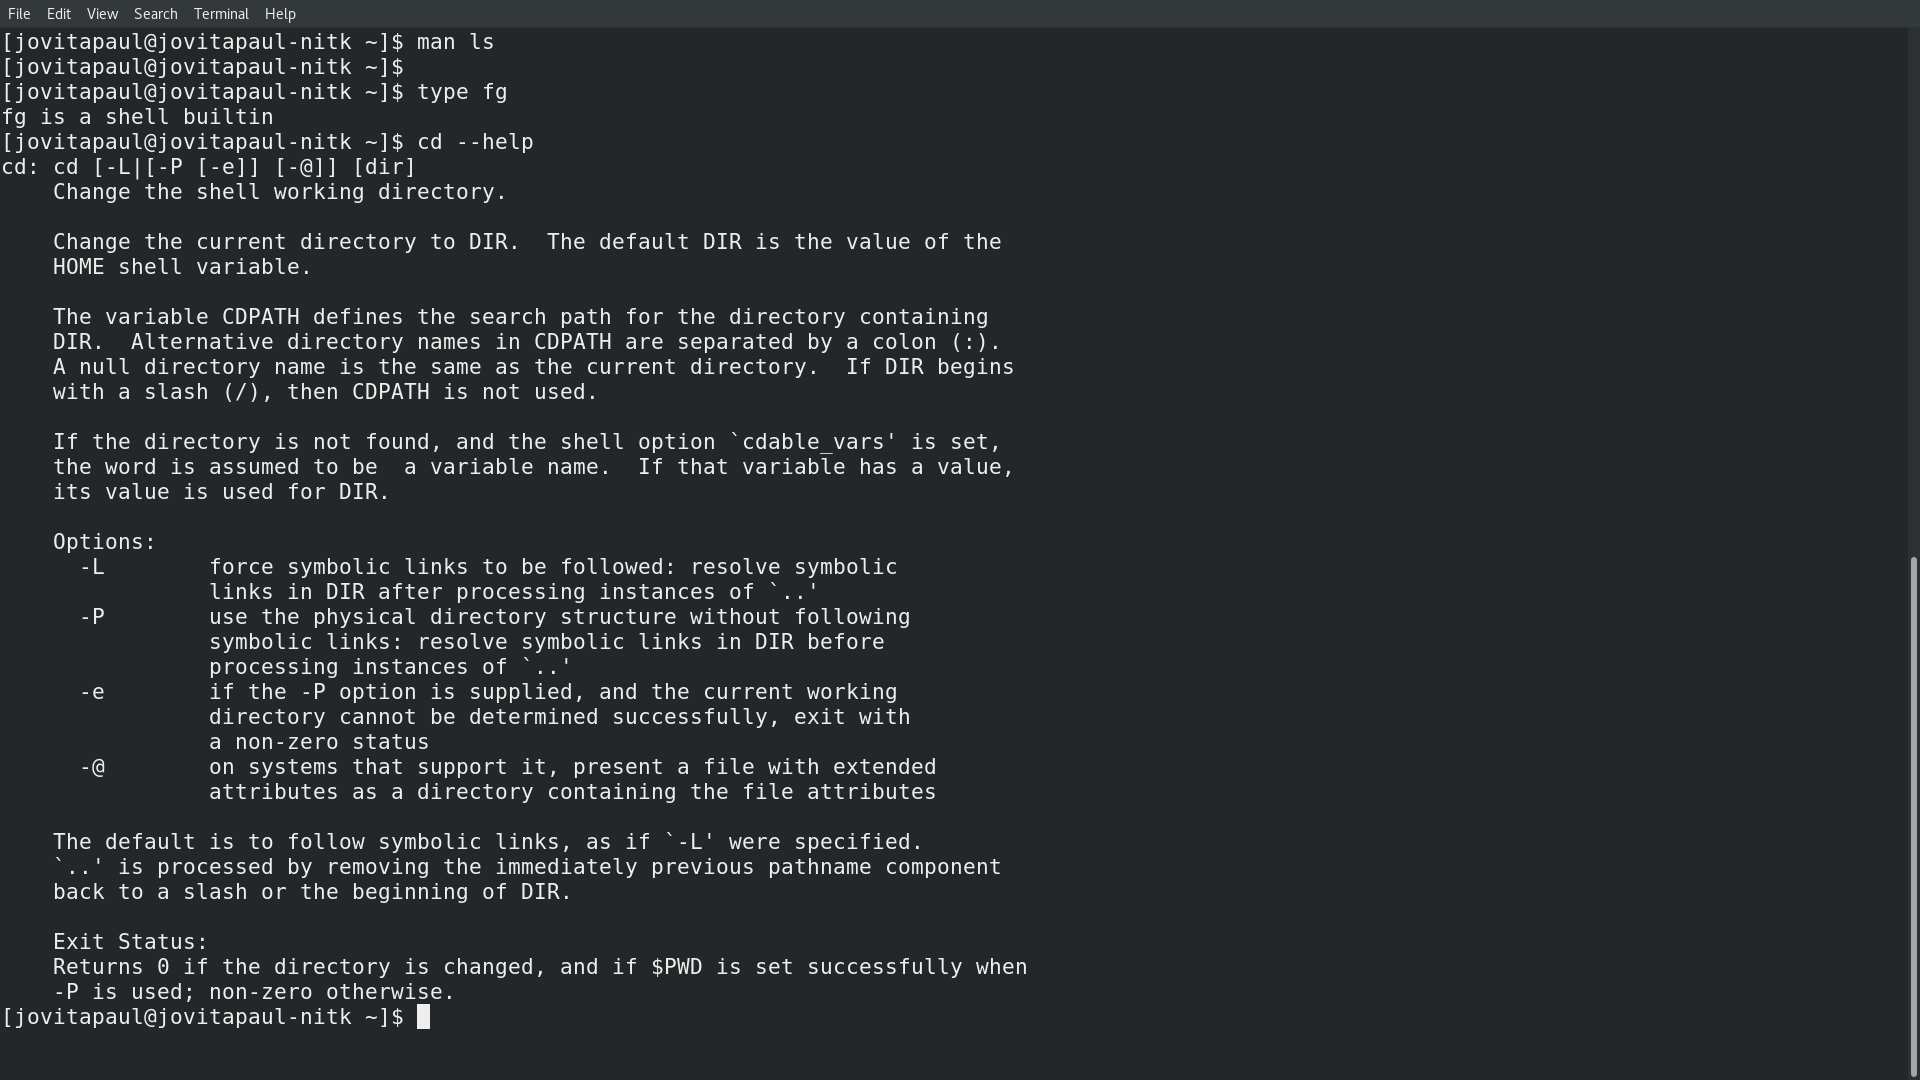 File Edit View Search Terminal Help
[jovitapaul@jovitapaul-nitk ~]$ man ls
[jovitapaul@jovitapaul-nitk ~]$
[jovitapaul@jovitapaul-nitk ~]$ type fg
fg is a shell builtin
[jovitapaul@jovitapaul-nitk ~]$ cd --help
cd: cd [-L|[-P [-e]] [-@]] [dir]
    Change the shell working directory.

    Change the current directory to DIR.  The default DIR is the value of the
    HOME shell variable.

    The variable CDPATH defines the search path for the directory containing
    DIR.  Alternative directory names in CDPATH are separated by a colon (:).
    A null directory name is the same as the current directory.  If DIR begins
    with a slash (/), then CDPATH is not used.

    If the directory is not found, and the shell option `cdable_vars' is set,
    the word is assumed to be  a variable name.  If that variable has a value,
    its value is used for DIR.

    Options:
      -L        force symbolic links to be followed: resolve symbolic
                links in DIR after processing instances of `..'
      -P        use the physical directory structure without following
                symbolic links: resolve symbolic links in DIR before
                processing instances of `..'
      -e        if the -P option is supplied, and the current working
                directory cannot be determined successfully, exit with
                a non-zero status
      -@        on systems that support it, present a file with extended
                attributes as a directory containing the file attributes

    The default is to follow symbolic links, as if `-L' were specified.
    `..' is processed by removing the immediately previous pathname component
    back to a slash or the beginning of DIR.

    Exit Status:
    Returns 0 if the directory is changed, and if $PWD is set successfully when
    -P is used; non-zero otherwise.
[jovitapaul@jovitapaul-nitk ~]$